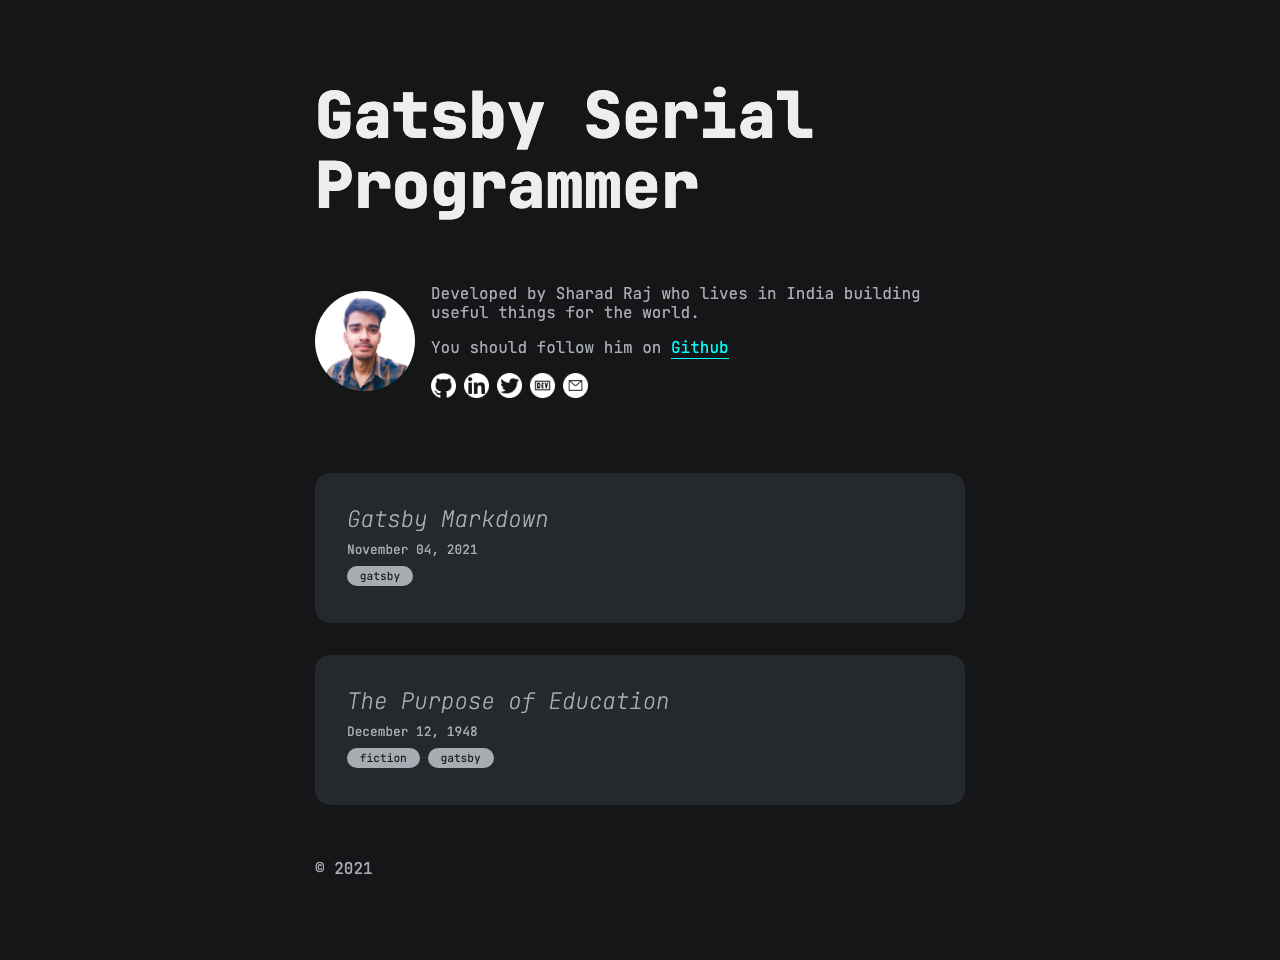 Gatsby Serial
Programmer
Developed by Sharad Raj who lives in India building
useful things for the world.
You should follow him on Github
in DEV
Gatsby Markdown
November 04, 2021
gatsby
The Purpose of Education
December 12, 1948
fiction gatsby
© 2021